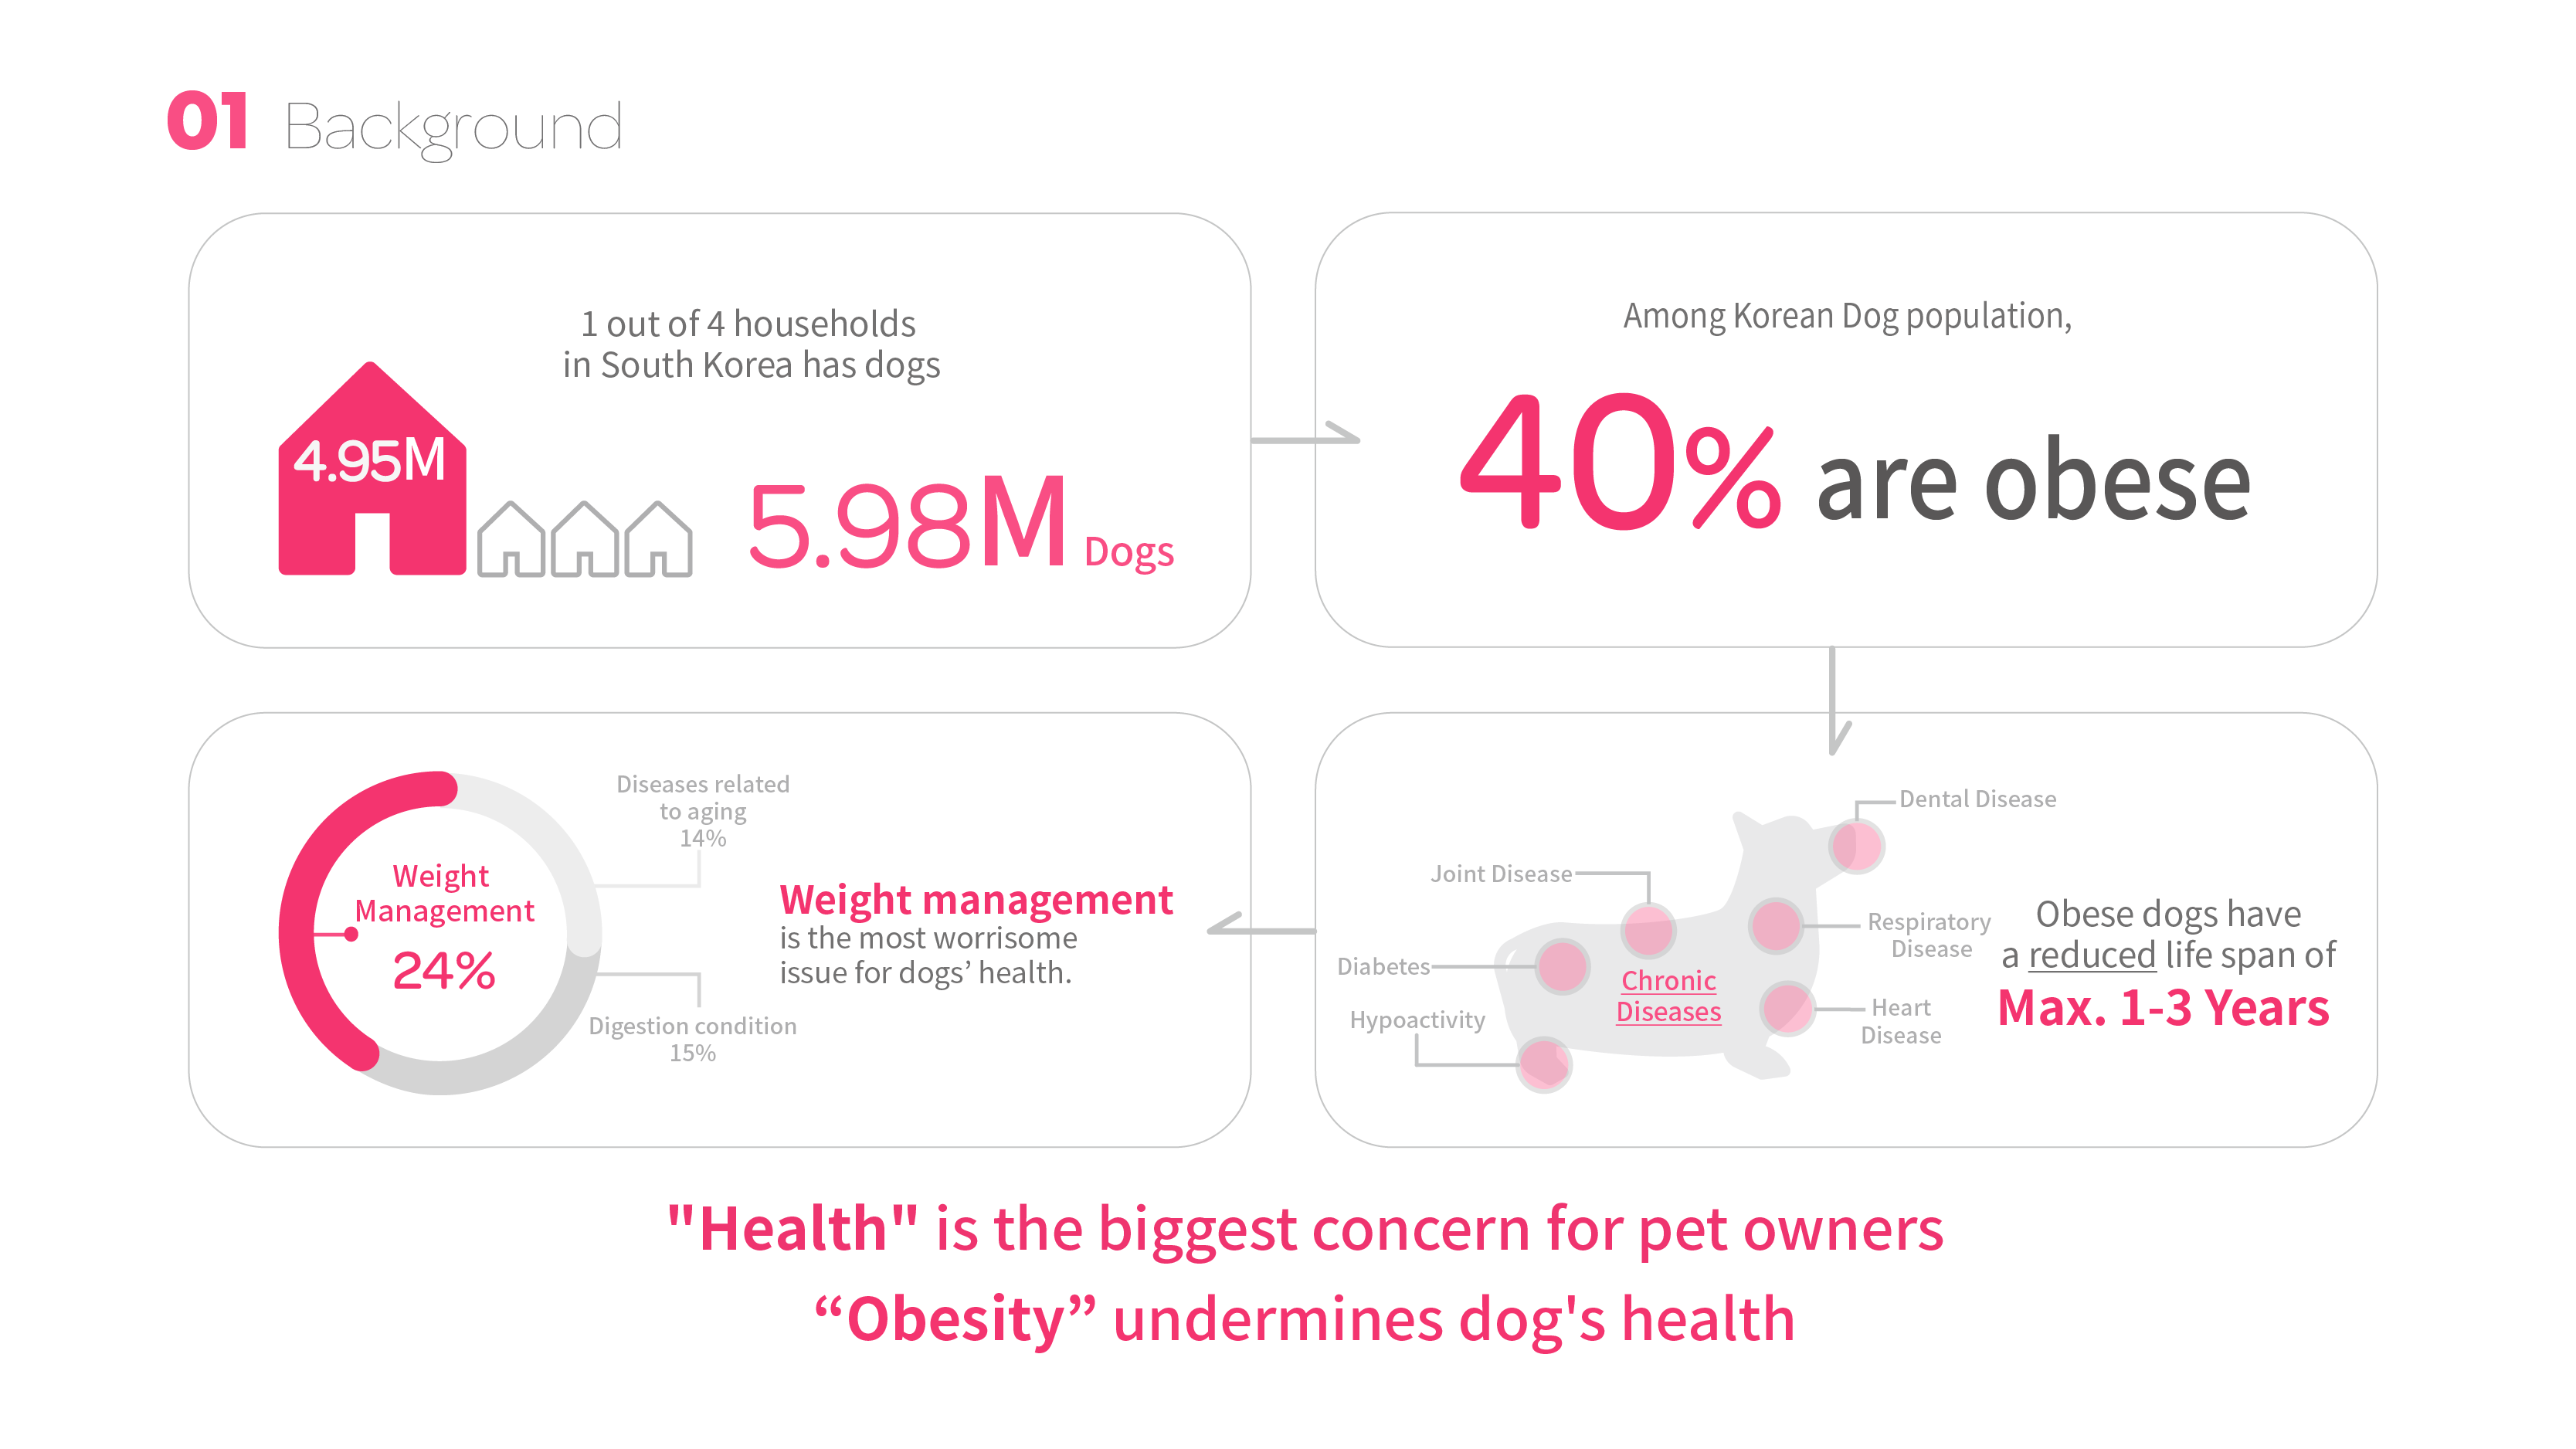 01 Background
1 out of 4 households
in South Korea has dogs
4.95M
5.98M Dogs
Among Korean Dog population,
40% are obese
Weight
Management
24%
Diseases related
to aging
14%
Digestion condition
15%
Weight management
is the most worrisome
issue for dogs’ health.
Dental Disease
Joint Disease
Respiratory
Disease
Diabetes
Chronic
Diseases
Hypoactivity
Heart
Disease
Obese dogs have
a reduced life span of
Max. 1-3 Years
"Health" is the biggest concern for pet owners
“Obesity” undermines dog's health